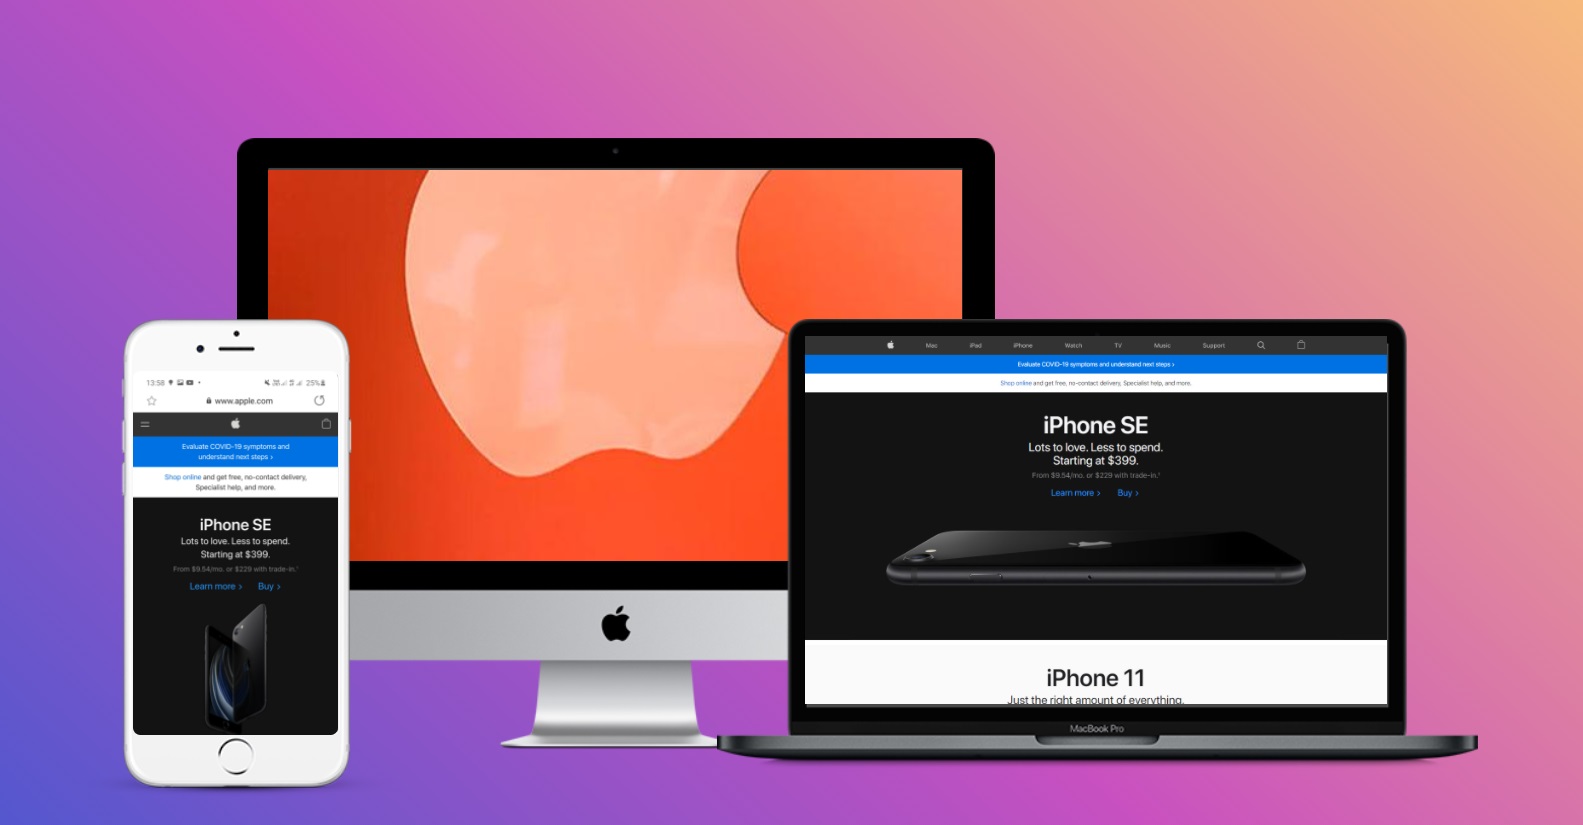 13:58
25%
www.apple.com
Evaluate COVID-19 symptoms and
understand next steps ›
Shop online and get free, no-contact delivery,
Specialist help, and more.
iPhone SE
Lots to love. Less to spend.
Starting at $399.
From $9.54/mo. or $229 with trade-in.¹
Learn more › Buy ›
Mac iPad iPhone Watch TV Music Support
Evaluate COVID-19 symptoms and understand next steps ›
Shop online and get free, no-contact delivery, Specialist help, and more.
iPhone SE
Lots to love. Less to spend.
Starting at $399.
From $9.54/mo. or $229 with trade-in.¹
Learn more › Buy ›
iPhone 11
Just the right amount of everything.
MacBook Pro